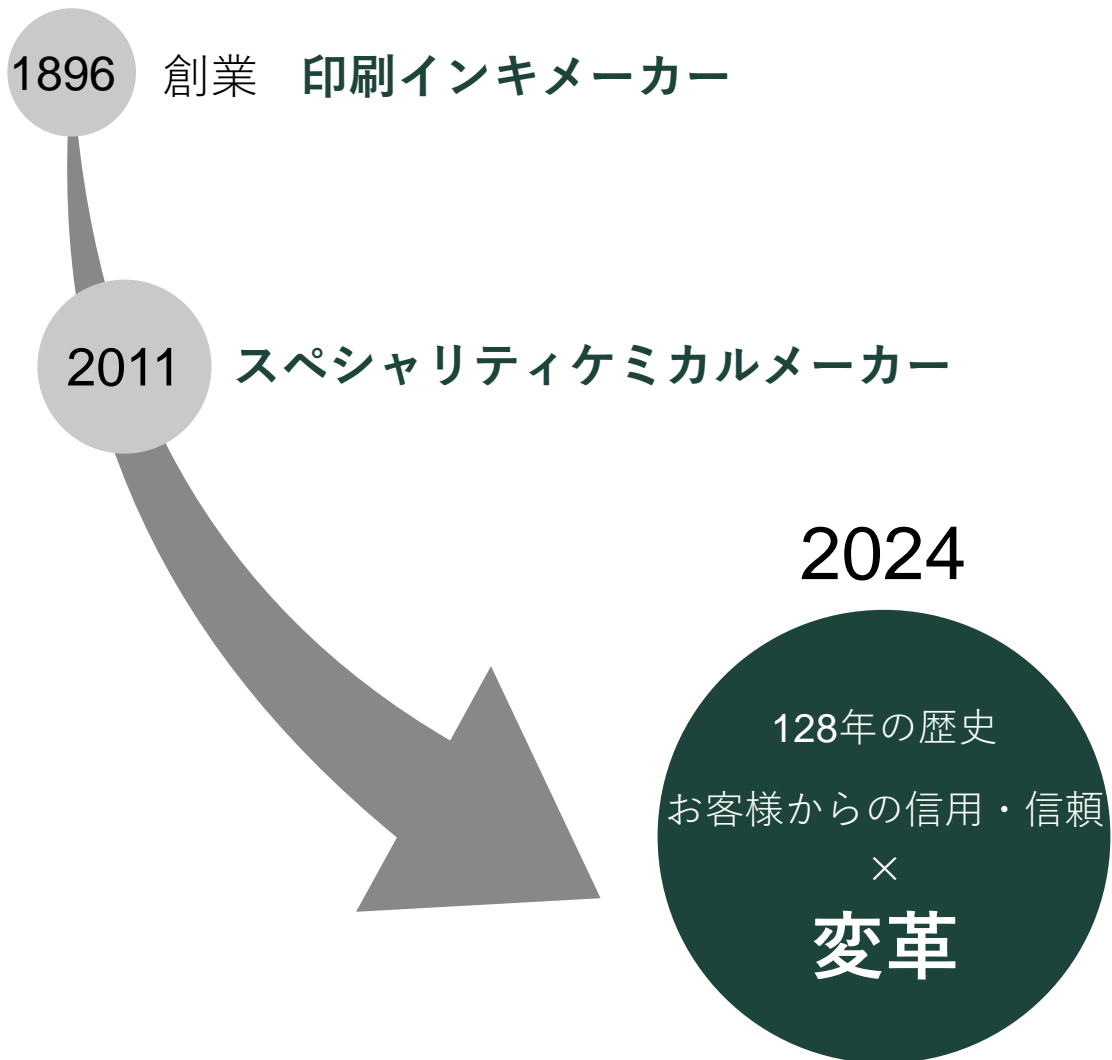 1896 創業 印刷インキメーカー
2011 スペシャリティケミカルメーカー
2024
128年の歴史
お客様からの信用・信頼
×
変革